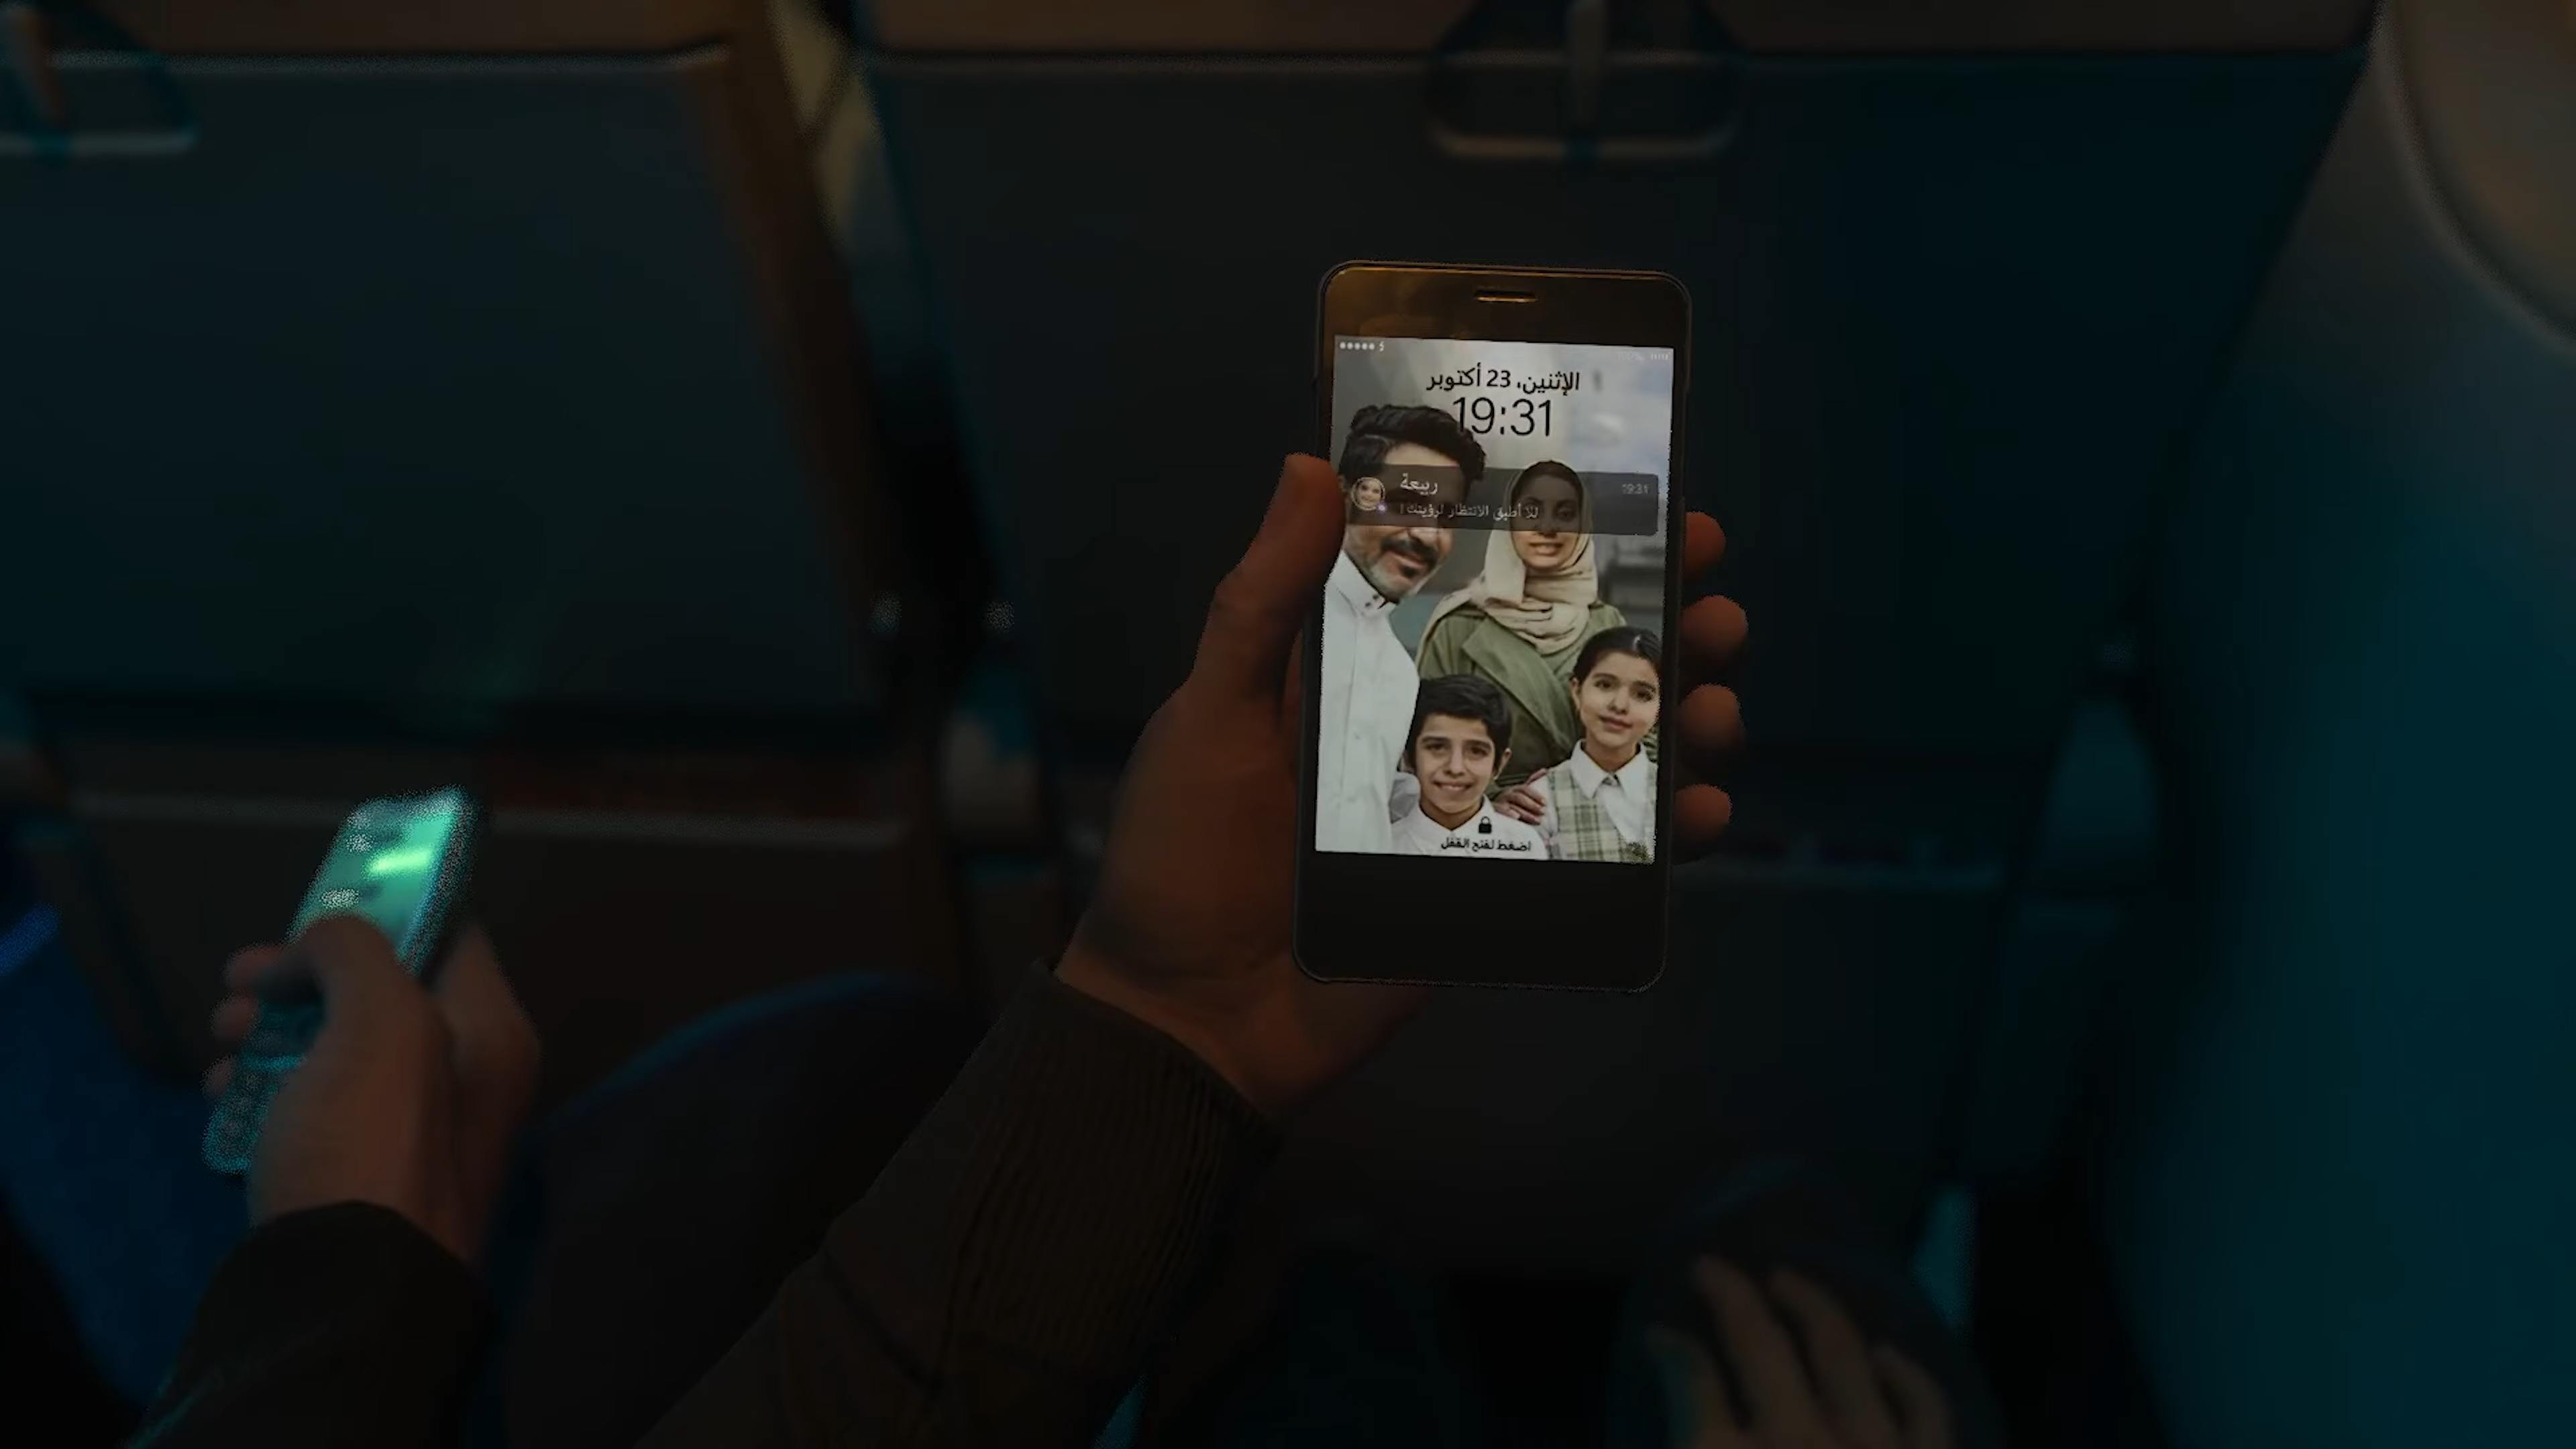 الإثنين، 23 أكتوبر
19:31
ربيعة
19:31
لا أطيق الانتظار لرؤيتك!
اضغط لفتح القفل